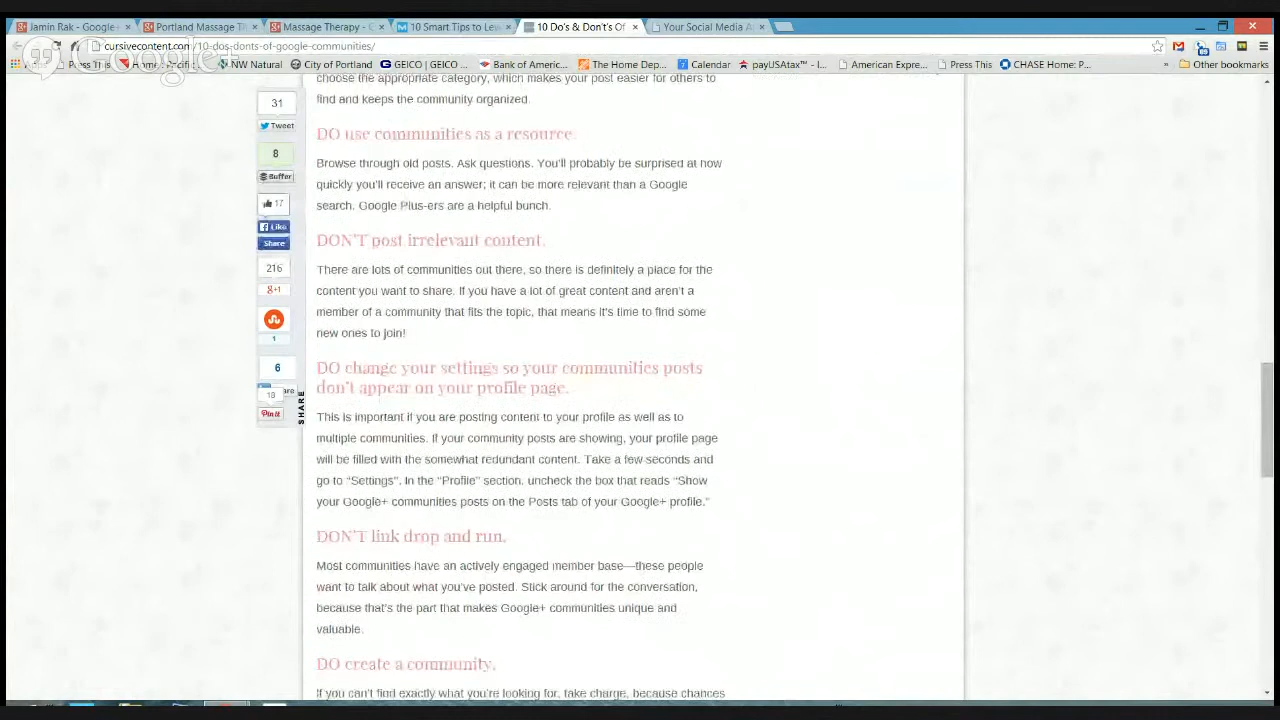 Jamin Rak - Google+
Portland Massage Th
Massage Therapy - E
10 Smart Tips to Lev
10 Do's & Don't's Of
Your Social Media A
cursivecontent.com/10-dos-donts-of-google-communities/
Google+
Press This
NW Natural
City of Portland
GEICO | GEICO ...
Bank of Americ...
The Home Dep...
Calendar
payUSAtax™ - I...
American Expre...
Press This
CHASE Home: P...
»
Other bookmarks
choose the appropriate category, which makes your post easier for others to
find and keeps the community organized.
31
Tweet
8
Buffer
17
Like
Share
216
g+1
1
6
are
18
Pin it
SHARE
DO use communities as a resource.
Browse through old posts. Ask questions. You'll probably be surprised at how
quickly you'll receive an answer; it can be more relevant than a Google
search. Google Plus-ers are a helpful bunch.
DON'T post irrelevant content.
There are lots of communities out there, so there is definitely a place for the
content you want to share. If you have a lot of great content and aren't a
member of a community that fits the topic, that means it's time to find some
new ones to join!
DO change your settings so your communities posts
don't appear on your profile page.
This is important if you are posting content to your profile as well as to
multiple communities. If your community posts are showing, your profile page
will be filled with the somewhat redundant content. Take a few seconds and
go to "Settings". In the "Profile" section, uncheck the box that reads "Show
your Google+ communities posts on the Posts tab of your Google+ profile."
DON'T link drop and run.
Most communities have an actively engaged member base—these people
want to talk about what you've posted. Stick around for the conversation,
because that's the part that makes Google+ communities unique and
valuable.
DO create a community.
If you can't find exactly what you're looking for, take charge, because chances